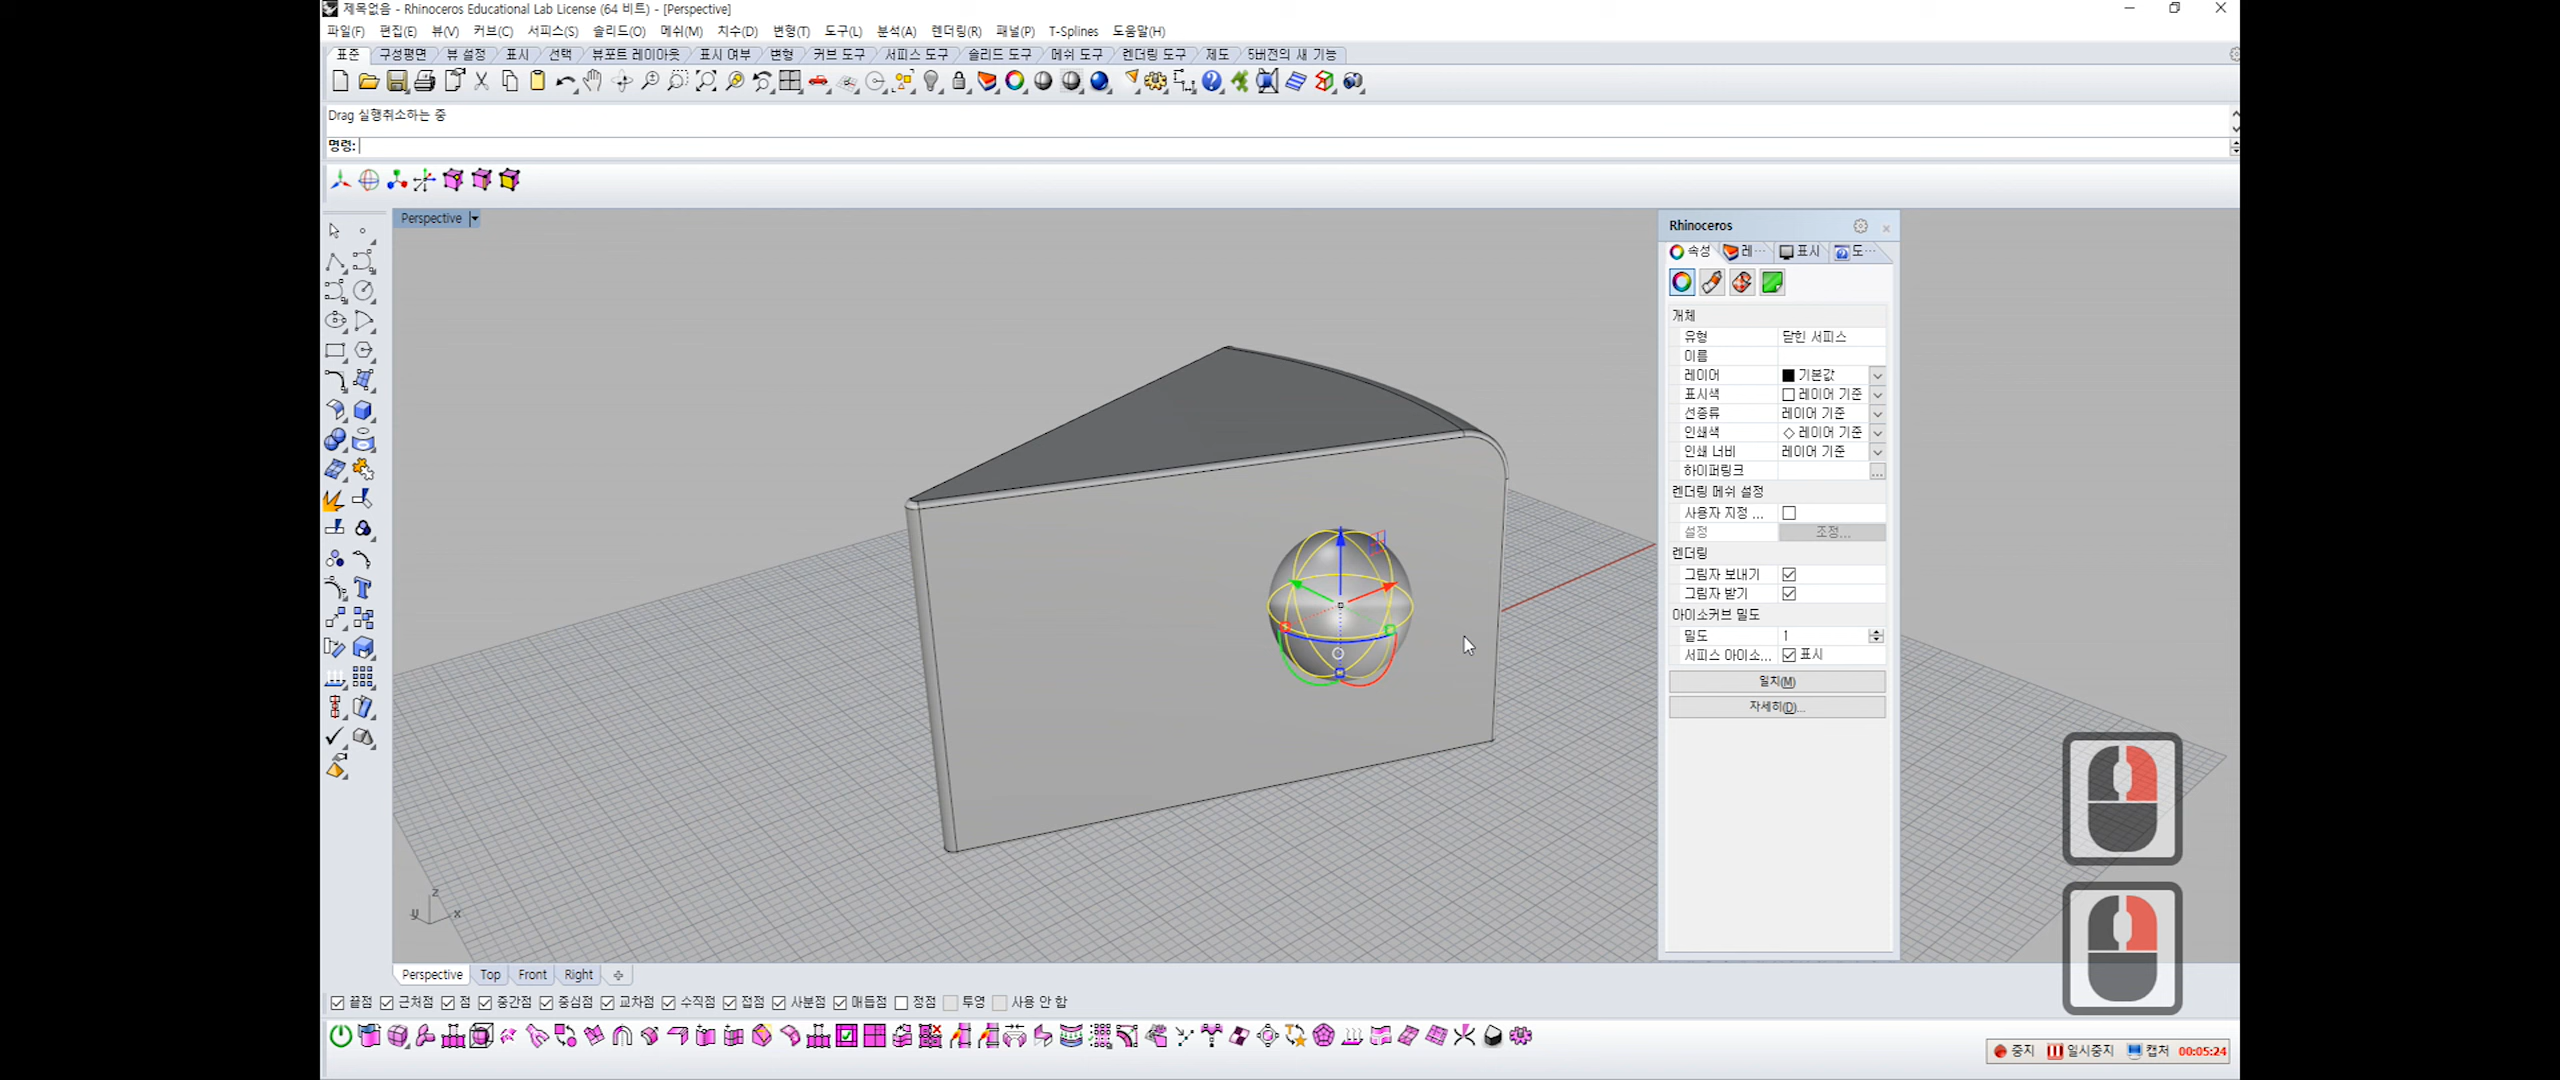 제목없음 - Rhinoceros Educational Lab License (64 비트) - [Perspective]
파일(F) 편집(E) 뷰(V) 커브(C) 서피스(S) 솔리드(O) 메쉬(M) 치수(D) 변형(T) 도구(L) 분석(A) 렌더링(R) 패널(P) T-Splines 도움말(H)
표준 구성평면 뷰 설정 표시 선택 뷰포트 레이아웃 표시 여부 변형 커브 도구 서피스 도구 솔리드 도구 메쉬 도구 렌더링 도구 제도 5버전의 새 기능
Drag 실행취소하는 중
명령:
Perspective
Rhinoceros
속성 레... 표시 도...
개체
유형 닫힌 서피스
이름
레이어 기본값
표시색 레이어 기준
선종류 레이어 기준
인쇄색 레이어 기준
인쇄 너비 레이어 기준
하이퍼링크 ...
렌더링 메쉬 설정
사용자 지정 ...
설정 조정...
렌더링
그림자 보내기
그림자 받기
아이소커브 밀도
밀도 1
서피스 아이소... 표시
일치(M)
자세히(D)...
z
y x
Perspective Top Front Right
끝점 근처점 점 중간점 중심점 교차점 수직점 접점 사분점 매듭점 정점 투영 사용 안 함
중지 일시중지 캡처 00:05:24